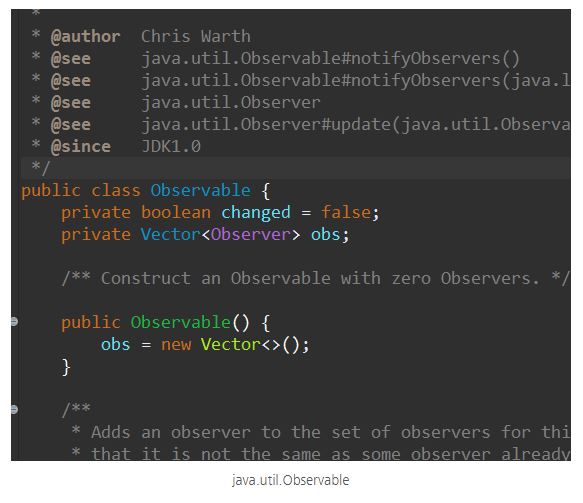 *
* @author Chris Warth
* @see java.util.Observable#notifyObservers()
* @see java.util.Observable#notifyObservers(java.l
* @see java.util.Observer
* @see java.util.Observer#update(java.util.Observa
* @since JDK1.0
*/
public class Observable {
    private boolean changed = false;
    private Vector<Observer> obs;

    /** Construct an Observable with zero Observers. */

    public Observable() {
        obs = new Vector<>();
    }

    /**
     * Adds an observer to the set of observers for thi
     * that it is not the same as some observer already
java.util.Observable